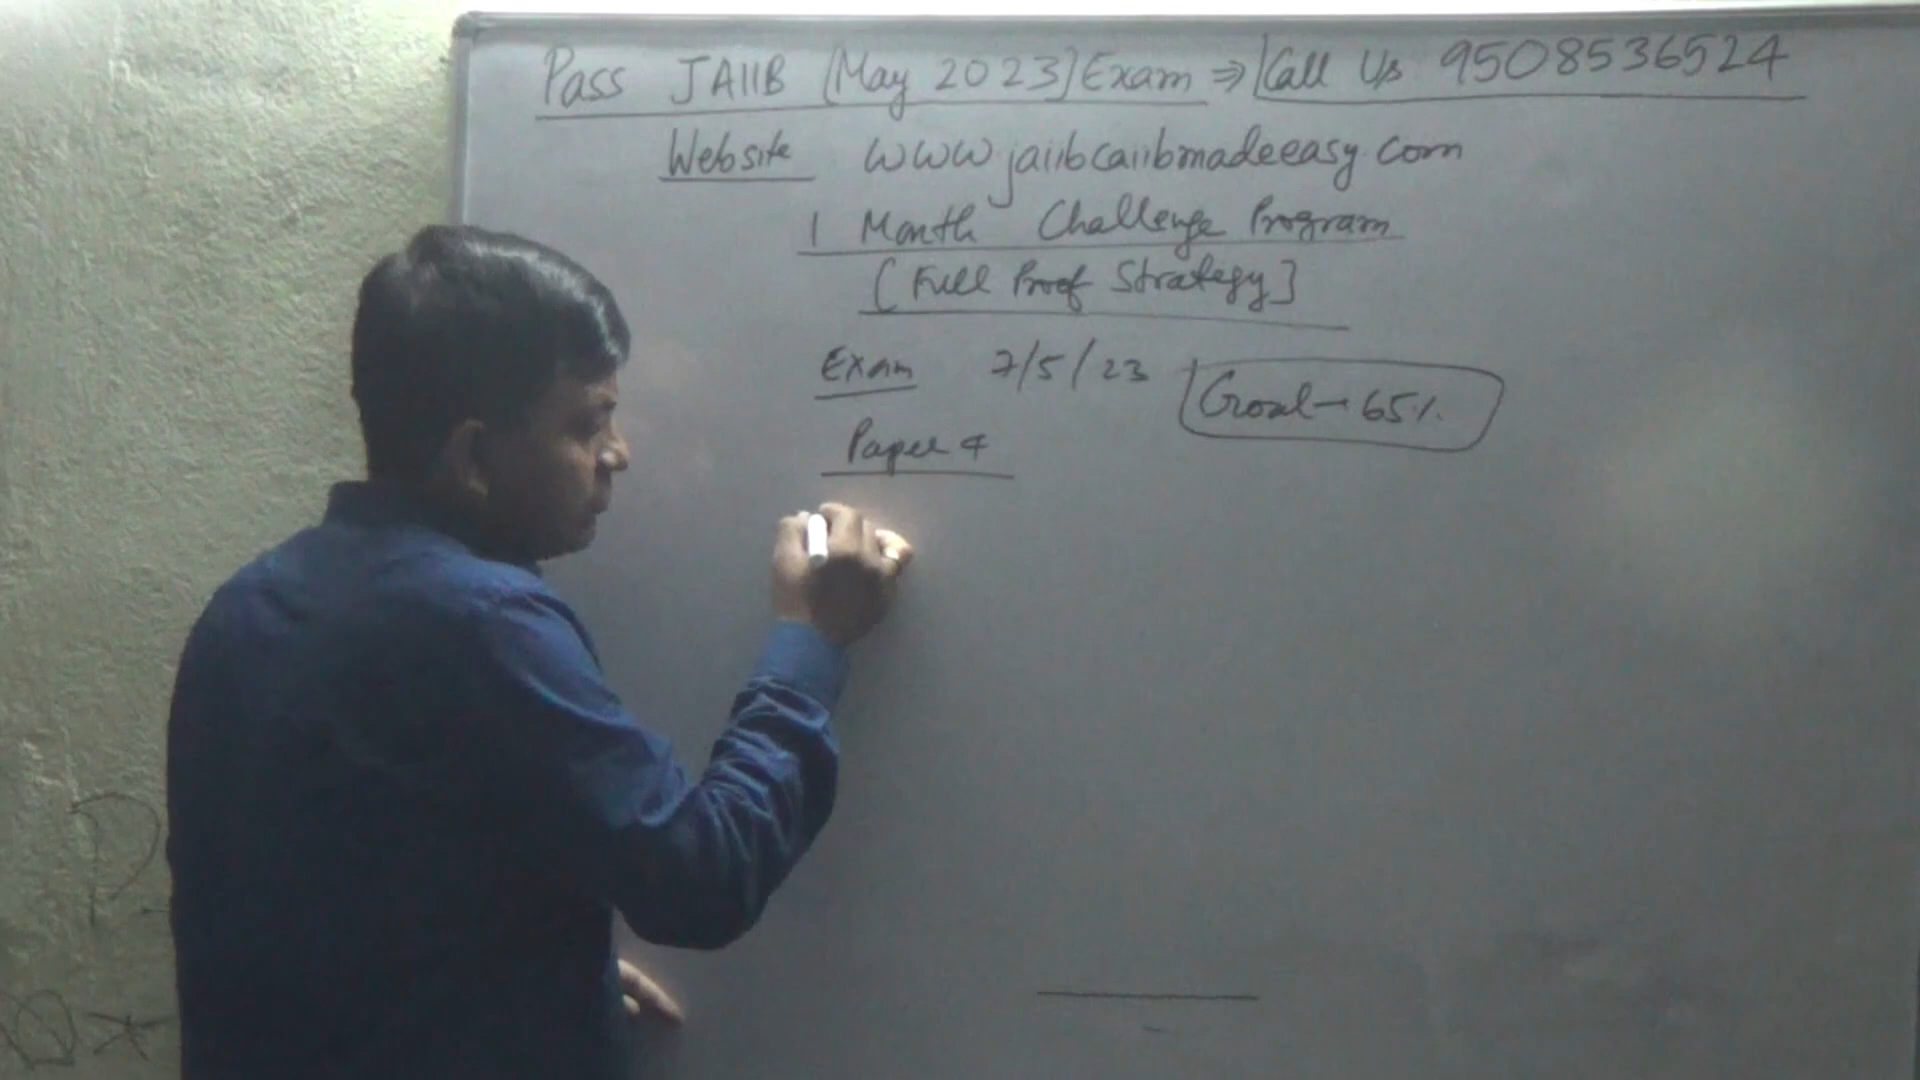 Pass JAIIB [May 2023] Exam ⇒ Call Us 9508536524
Website www jaiibcaiibmadeeasy.com
1 Month Challenge Program
[Full Proof Strategy]
Exam 7/5/23
Goal → 65%
Paper 4